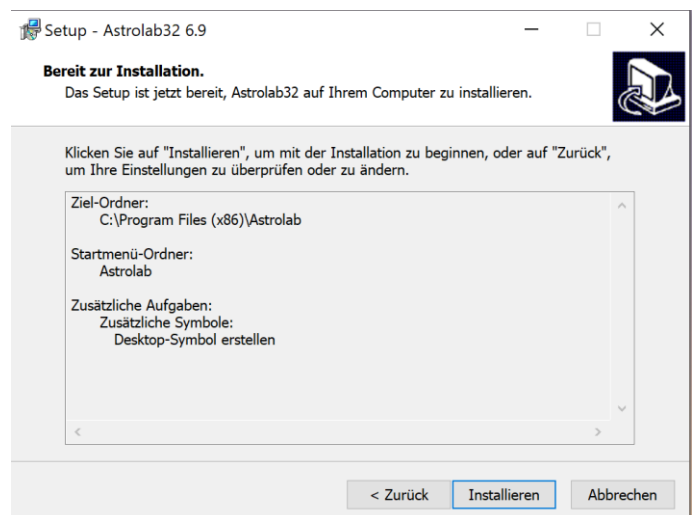 Setup - Astrolab32 6.9
Bereit zur Installation.
Das Setup ist jetzt bereit, Astrolab32 auf Ihrem Computer zu installieren.
Klicken Sie auf "Installieren", um mit der Installation zu beginnen, oder auf "Zurück",
um Ihre Einstellungen zu überprüfen oder zu ändern.
Ziel-Ordner:
C:\Program Files (x86)\Astrolab
Startmenü-Ordner:
Astrolab
Zusätzliche Aufgaben:
Zusätzliche Symbole:
Desktop-Symbol erstellen
< Zurück
Installieren
Abbrechen